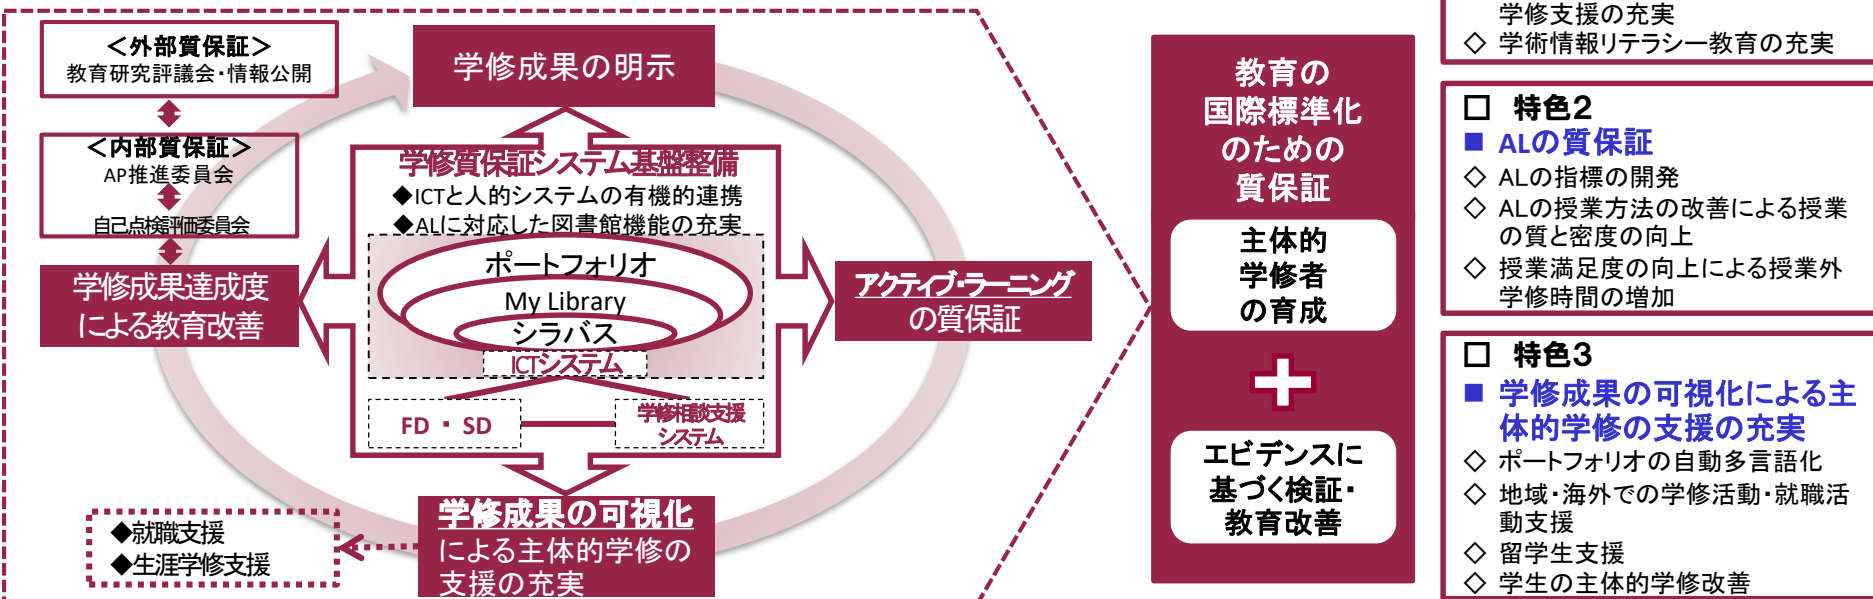 ＜外部質保証＞
教育研究評議会・情報公開
＜内部質保証＞
AP推進委員会
自己点検評価委員会
学修成果達成度
による教育改善
学修成果の明示
学修質保証システム基盤整備
◆ICTと人的システムの有機的連携
◆ALに対応した図書館機能の充実
ポートフォリオ
My Library
シラバス
ICTシステム
FD ・ SD
学修相談支援
システム
アクティブ・ラーニング
の質保証
学修成果の可視化
による主体的学修の
支援の充実
◆就職支援
◆生涯学修支援
教育の
国際標準化
のための
質保証
主体的
学修者
の育成
エビデンスに
基づく検証・
教育改善
学修支援の充実
◇ 学術情報リテラシー教育の充実
□ 特色2
■ ALの質保証
◇ ALの指標の開発
◇ ALの授業方法の改善による授業
の質と密度の向上
◇ 授業満足度の向上による授業外
学修時間の増加
□ 特色3
■ 学修成果の可視化による主
体的学修の支援の充実
◇ ポートフォリオの自動多言語化
◇ 地域・海外での学修活動・就職活
動支援
◇ 留学生支援
◇ 学生の主体的学修改善